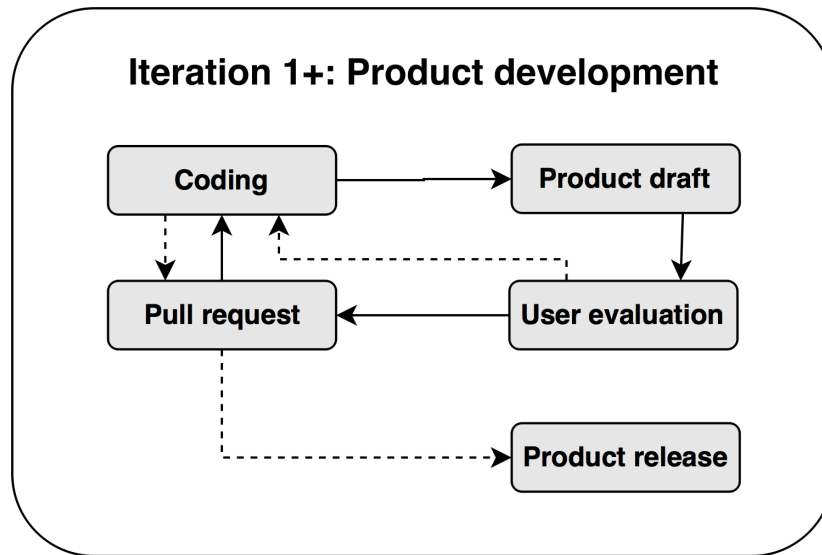 Iteration 1+: Product development
Coding
Product draft
Pull request
User evaluation
Product release